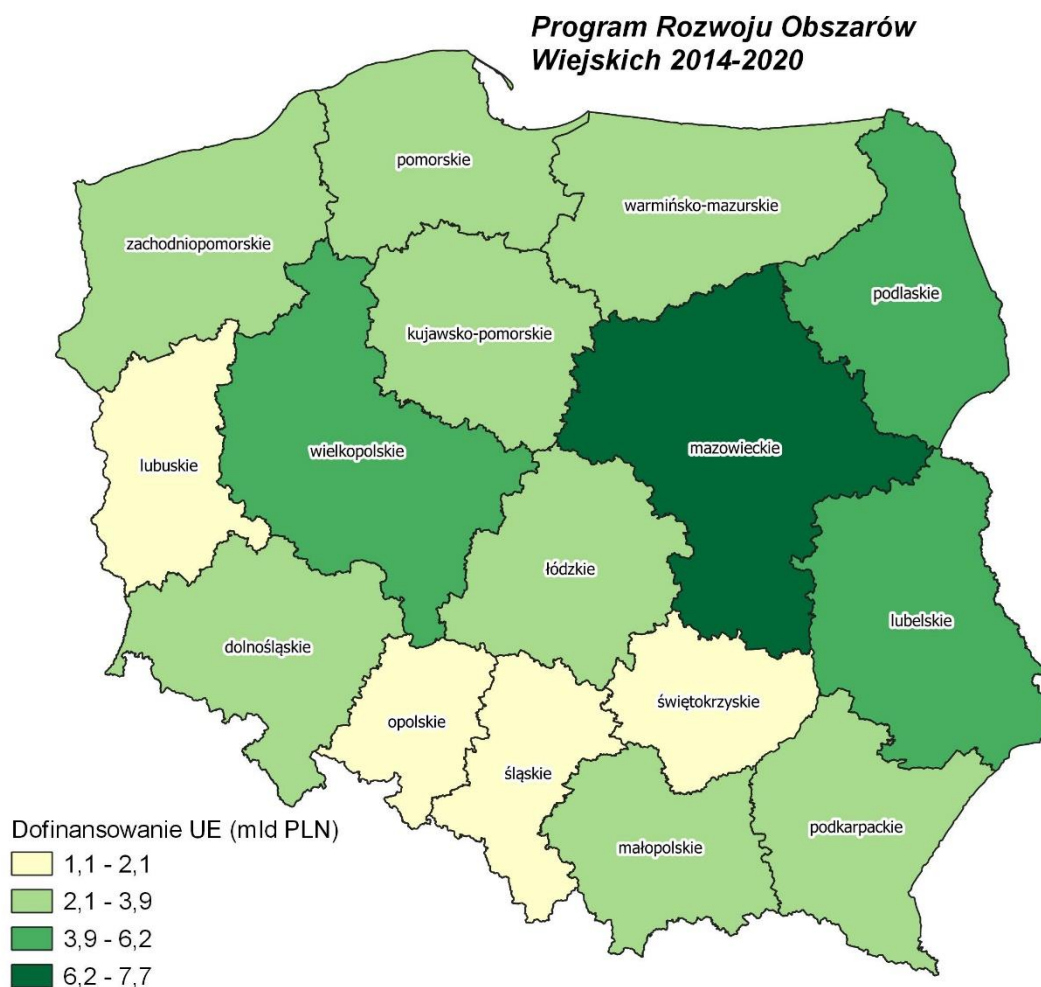 Program Rozwoju Obszarów
Wiejskich 2014-2020
pomorskie
warmińsko-mazurskie
zachodniopomorskie
podlaskie
kujawsko-pomorskie
mazowieckie
wielkopolskie
lubuskie
łódzkie
lubelskie
dolnośląskie
świętokrzyskie
opolskie
śląskie
podkarpackie
małopolskie
Dofinansowanie UE (mld PLN)
1,1 - 2,1
2,1 - 3,9
3,9 - 6,2
6,2 - 7,7